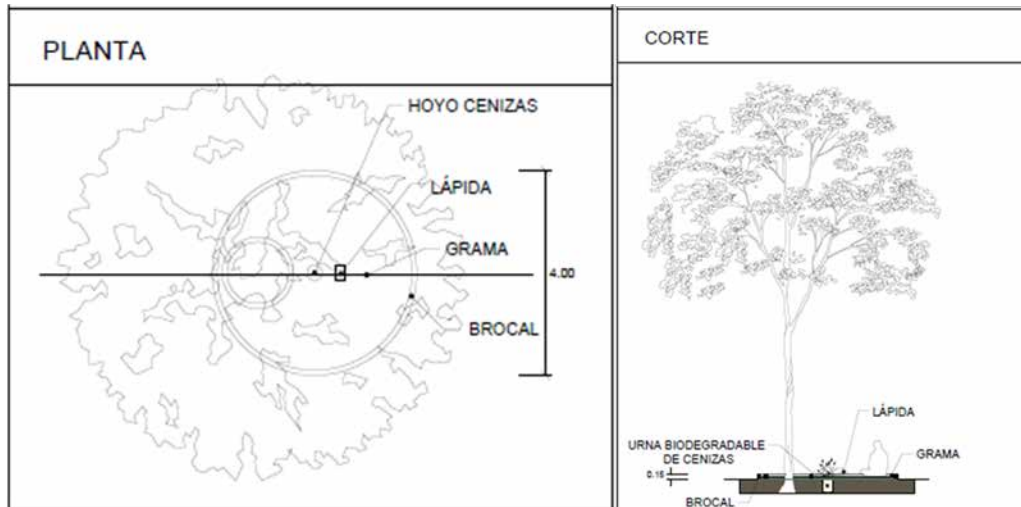 PLANTA
HOYO CENIZAS
LÁPIDA
GRAMA
4.00
BROCAL
CORTE
LÁPIDA
URNA BIODEGRADABLE
DE CENIZAS
GRAMA
0.15
BROCAL